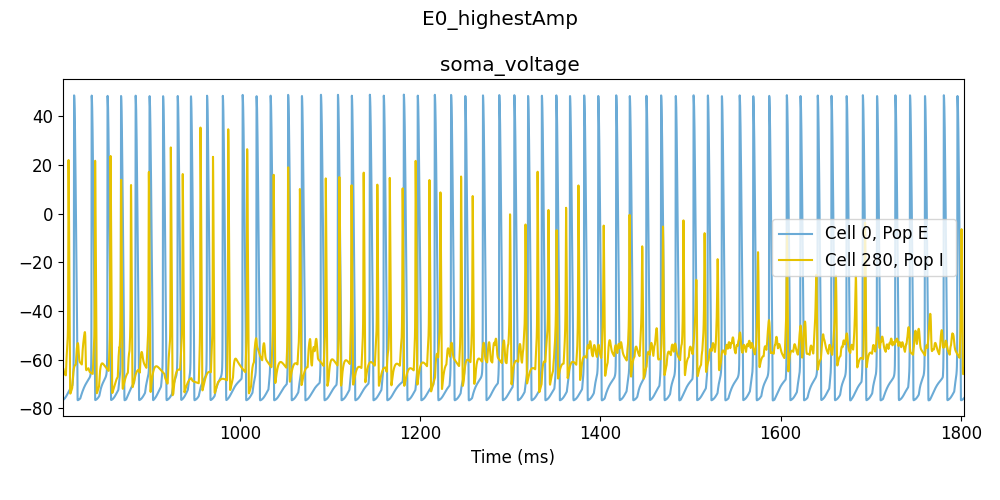 E0_highestAmp
soma_voltage
40
20
0
−20
−40
−60
−80
Cell 0, Pop E
Cell 280, Pop I
1000
1200
1400
1600
1800
Time (ms)